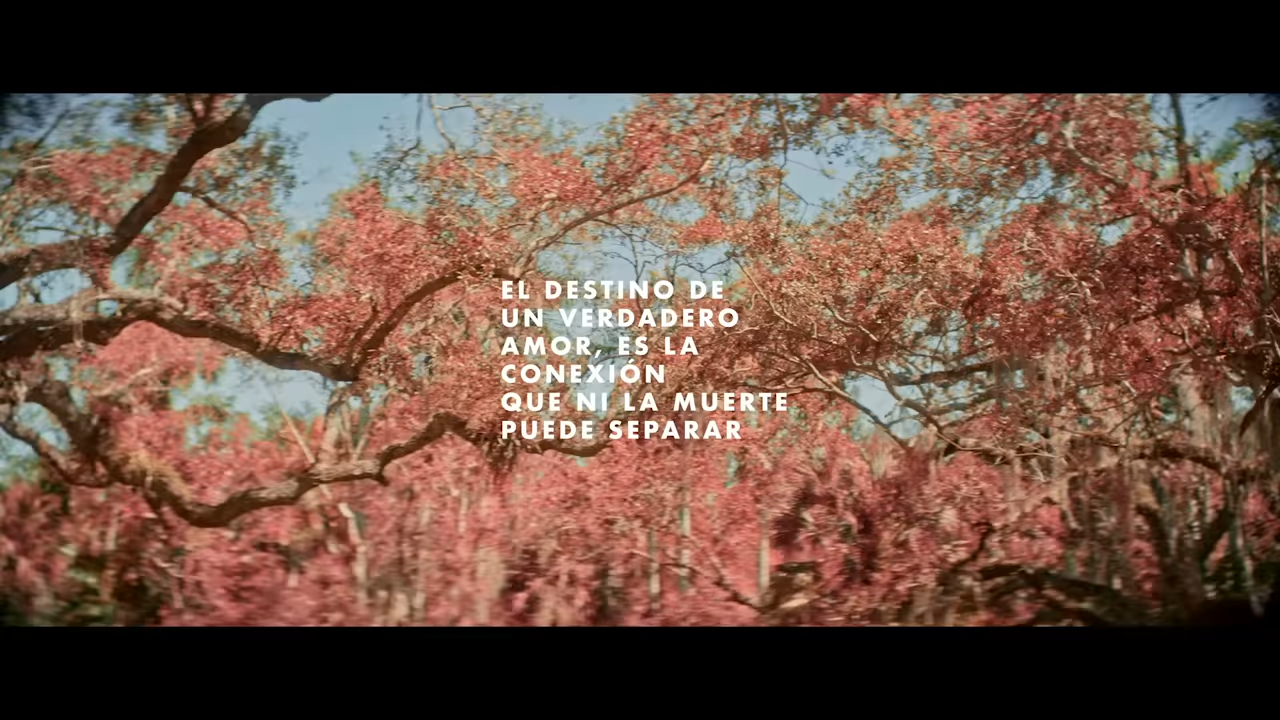 EL DESTINO DE
UN VERDADERO
AMOR, ES LA
CONEXIÓN
QUE NI LA MUERTE
PUEDE SEPARAR